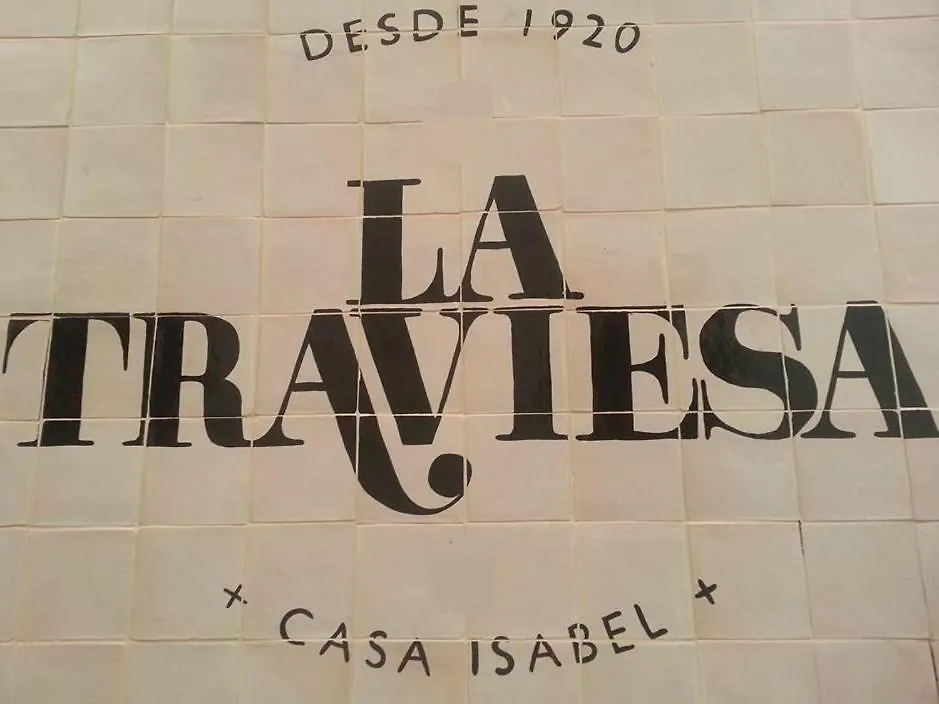 DESDE 1920
LA
TRAVIESA
x CASA ISABEL x